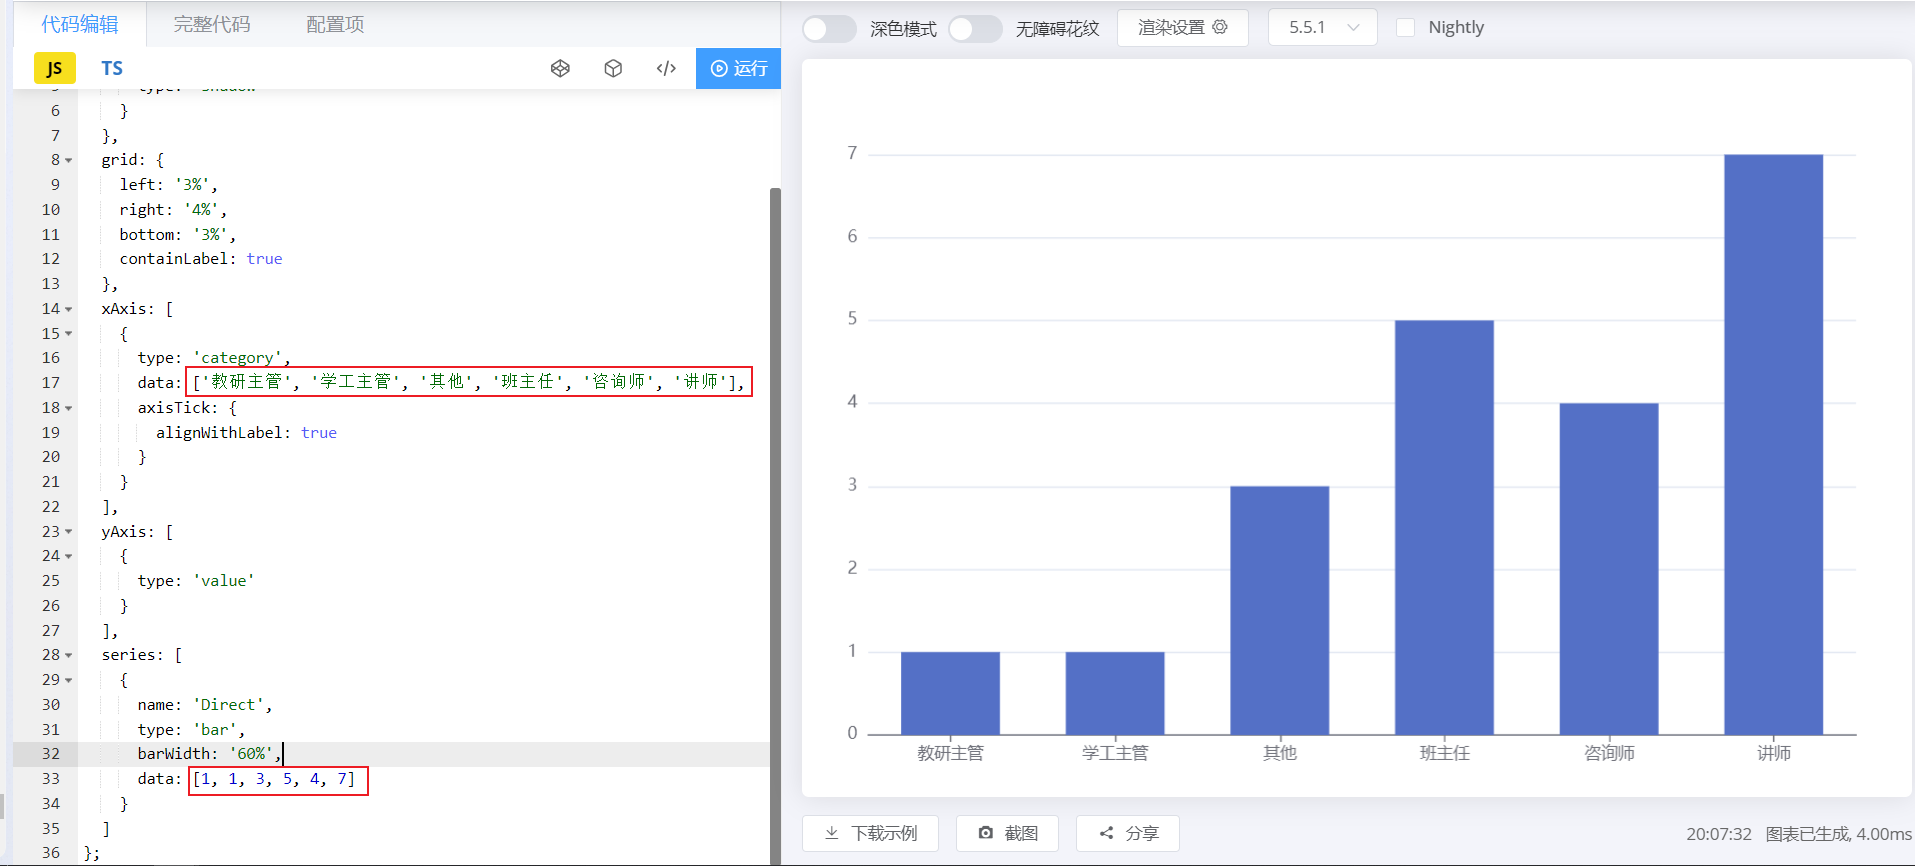 代码编辑 完整代码 配置项
JS TS 运行
6 }
7 },
8 grid: {
9 left: '3%',
10 right: '4%',
11 bottom: '3%',
12 containLabel: true
13 },
14 xAxis: [
15 {
16 type: 'category',
17 data: ['教研主管', '学工主管', '其他', '班主任', '咨询师', '讲师'],
18 axisTick: {
19 alignWithLabel: true
20 }
21 }
22 ],
23 yAxis: [
24 {
25 type: 'value'
26 }
27 ],
28 series: [
29 {
30 name: 'Direct',
31 type: 'bar',
32 barWidth: '60%',
33 data: [1, 1, 3, 5, 4, 7]
34 }
35 ]
36 };
深色模式 无障碍花纹 渲染设置 5.5.1 Nightly
7
6
5
4
3
2
1
0
教研主管 学工主管 其他 班主任 咨询师 讲师
下载示例 截图 分享 20:07:32 图表已生成, 4.00ms